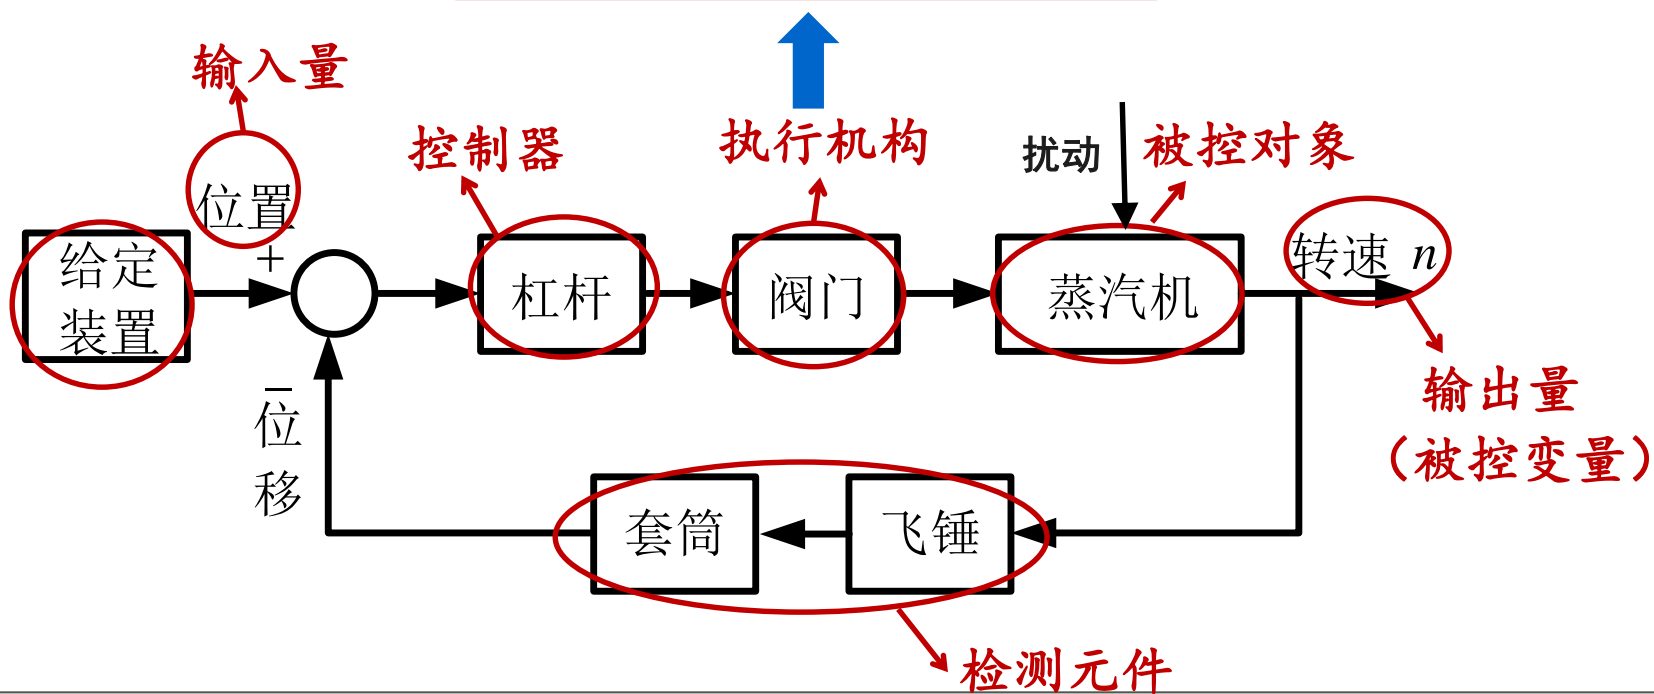 输入量
控制器
执行机构
扰动
被控对象
位置
+
给定
装置
杠杆
阀门
蒸汽机
转速 n
输出量
（被控变量）
−
位
移
套筒
飞锤
检测元件